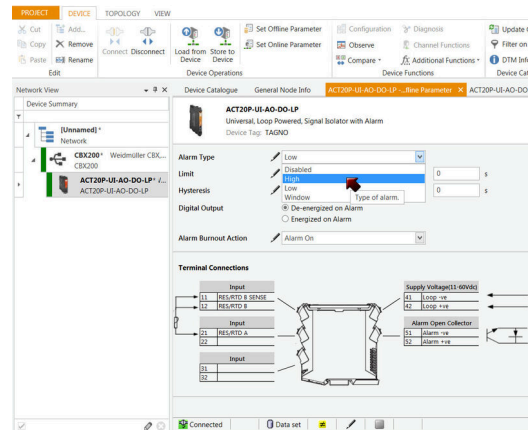 PROJECT DEVICE TOPOLOGY VIEW
Cut Add...
Copy Remove
Paste Rename
Connect Disconnect
Load from Device Store to Device
Set Offline Parameter
Set Online Parameter
Configuration Diagnosis
Observe Channel Functions
Compare Additional Functions
Update
Filter on
DTM Inf
Edit Device Operations Device Functions Device Cat
Network View
Device Summary
[Unnamed]*
Network
CBX200* Weidmüller CBX...
CBX200
ACT20P-UI-AO-DO-LP* /...
ACT20P-UI-AO-DO-LP
Device Catalogue General Node Info ACT20P-UI-AO-DO-LP ...ffline Parameter × ACT20P-UI-AO-DO
ACT20P-UI-AO-DO-LP
Universal, Loop Powered, Signal Isolator with Alarm
Device Tag: TAGNO
Alarm Type Low
Disabled
High
Low
Window
Type of alarm.
Limit 0 s
Hysteresis 0 s
Digital Output De-energized on Alarm
Energized on Alarm
Alarm Burnout Action Alarm On
Terminal Connections
Input
11 RES/RTD B SENSE
12 RES/RTD B
Input
21 RES/RTD A
22
Input
31
32
Supply Voltage(11-60Vdc)
41 Loop -ve
42 Loop +ve
Alarm Open Collector
51 Alarm -ve
52 Alarm +ve
Connected Data set